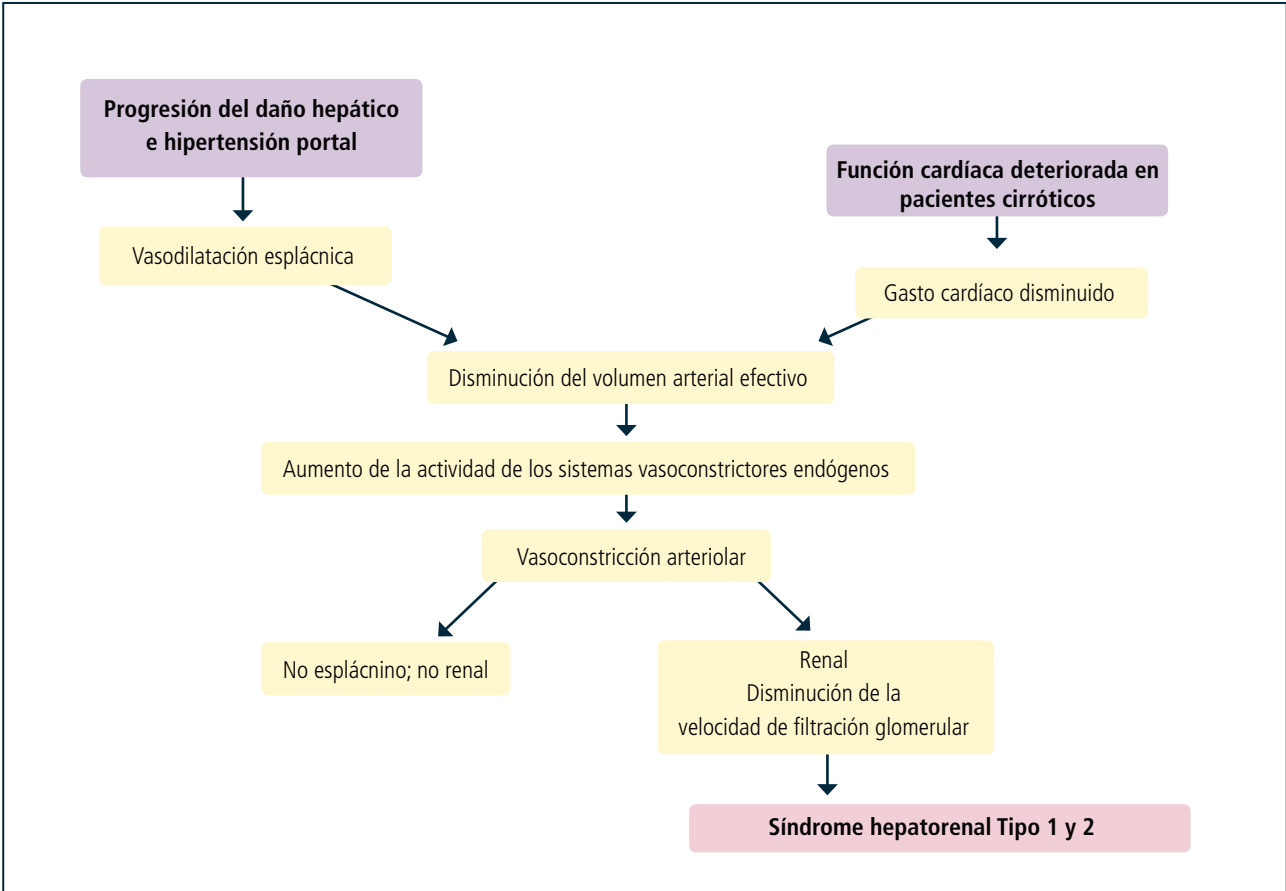 Progresión del daño hepático
e hipertensión portal
Función cardíaca deteriorada en
pacientes cirróticos
Vasodilatación esplácnica
Gasto cardíaco disminuido
Disminución del volumen arterial efectivo
Aumento de la actividad de los sistemas vasoconstrictores endógenos
Vasoconstricción arteriolar
No esplácnino; no renal
Renal
Disminución de la
velocidad de filtración glomerular
Síndrome hepatorenal Tipo 1 y 2